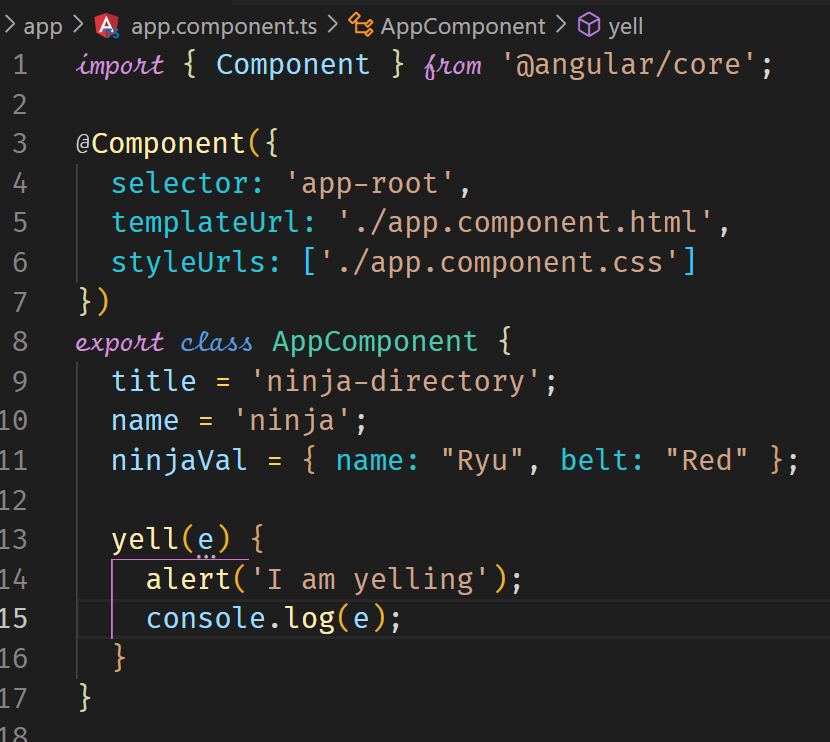 app > app.component.ts > AppComponent > yell
1 import { Component } from '@angular/core';
2
3 @Component({
4 selector: 'app-root',
5 templateUrl: './app.component.html',
6 styleUrls: ['./app.component.css']
7 })
8 export class AppComponent {
9 title = 'ninja-directory';
10 name = 'ninja';
11 ninjaVal = { name: "Ryu", belt: "Red" };
12
13 yell(e) {
14 alert('I am yelling');
15 console.log(e);
16 }
17 }
18